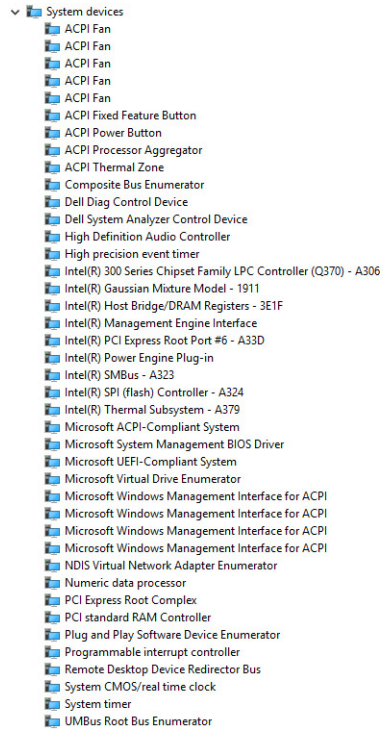 System devices
ACPI Fan
ACPI Fan
ACPI Fan
ACPI Fan
ACPI Fan
ACPI Fixed Feature Button
ACPI Power Button
ACPI Processor Aggregator
ACPI Thermal Zone
Composite Bus Enumerator
Dell Diag Control Device
Dell System Analyzer Control Device
High Definition Audio Controller
High precision event timer
Intel(R) 300 Series Chipset Family LPC Controller (Q370) - A306
Intel(R) Gaussian Mixture Model - 1911
Intel(R) Host Bridge/DRAM Registers - 3E1F
Intel(R) Management Engine Interface
Intel(R) PCI Express Root Port #6 - A33D
Intel(R) Power Engine Plug-in
Intel(R) SMBus - A323
Intel(R) SPI (flash) Controller - A324
Intel(R) Thermal Subsystem - A379
Microsoft ACPI-Compliant System
Microsoft System Management BIOS Driver
Microsoft UEFI-Compliant System
Microsoft Virtual Drive Enumerator
Microsoft Windows Management Interface for ACPI
Microsoft Windows Management Interface for ACPI
Microsoft Windows Management Interface for ACPI
Microsoft Windows Management Interface for ACPI
NDIS Virtual Network Adapter Enumerator
Numeric data processor
PCI Express Root Complex
PCI standard RAM Controller
Plug and Play Software Device Enumerator
Programmable interrupt controller
Remote Desktop Device Redirector Bus
System CMOS/real time clock
System timer
UMBus Root Bus Enumerator